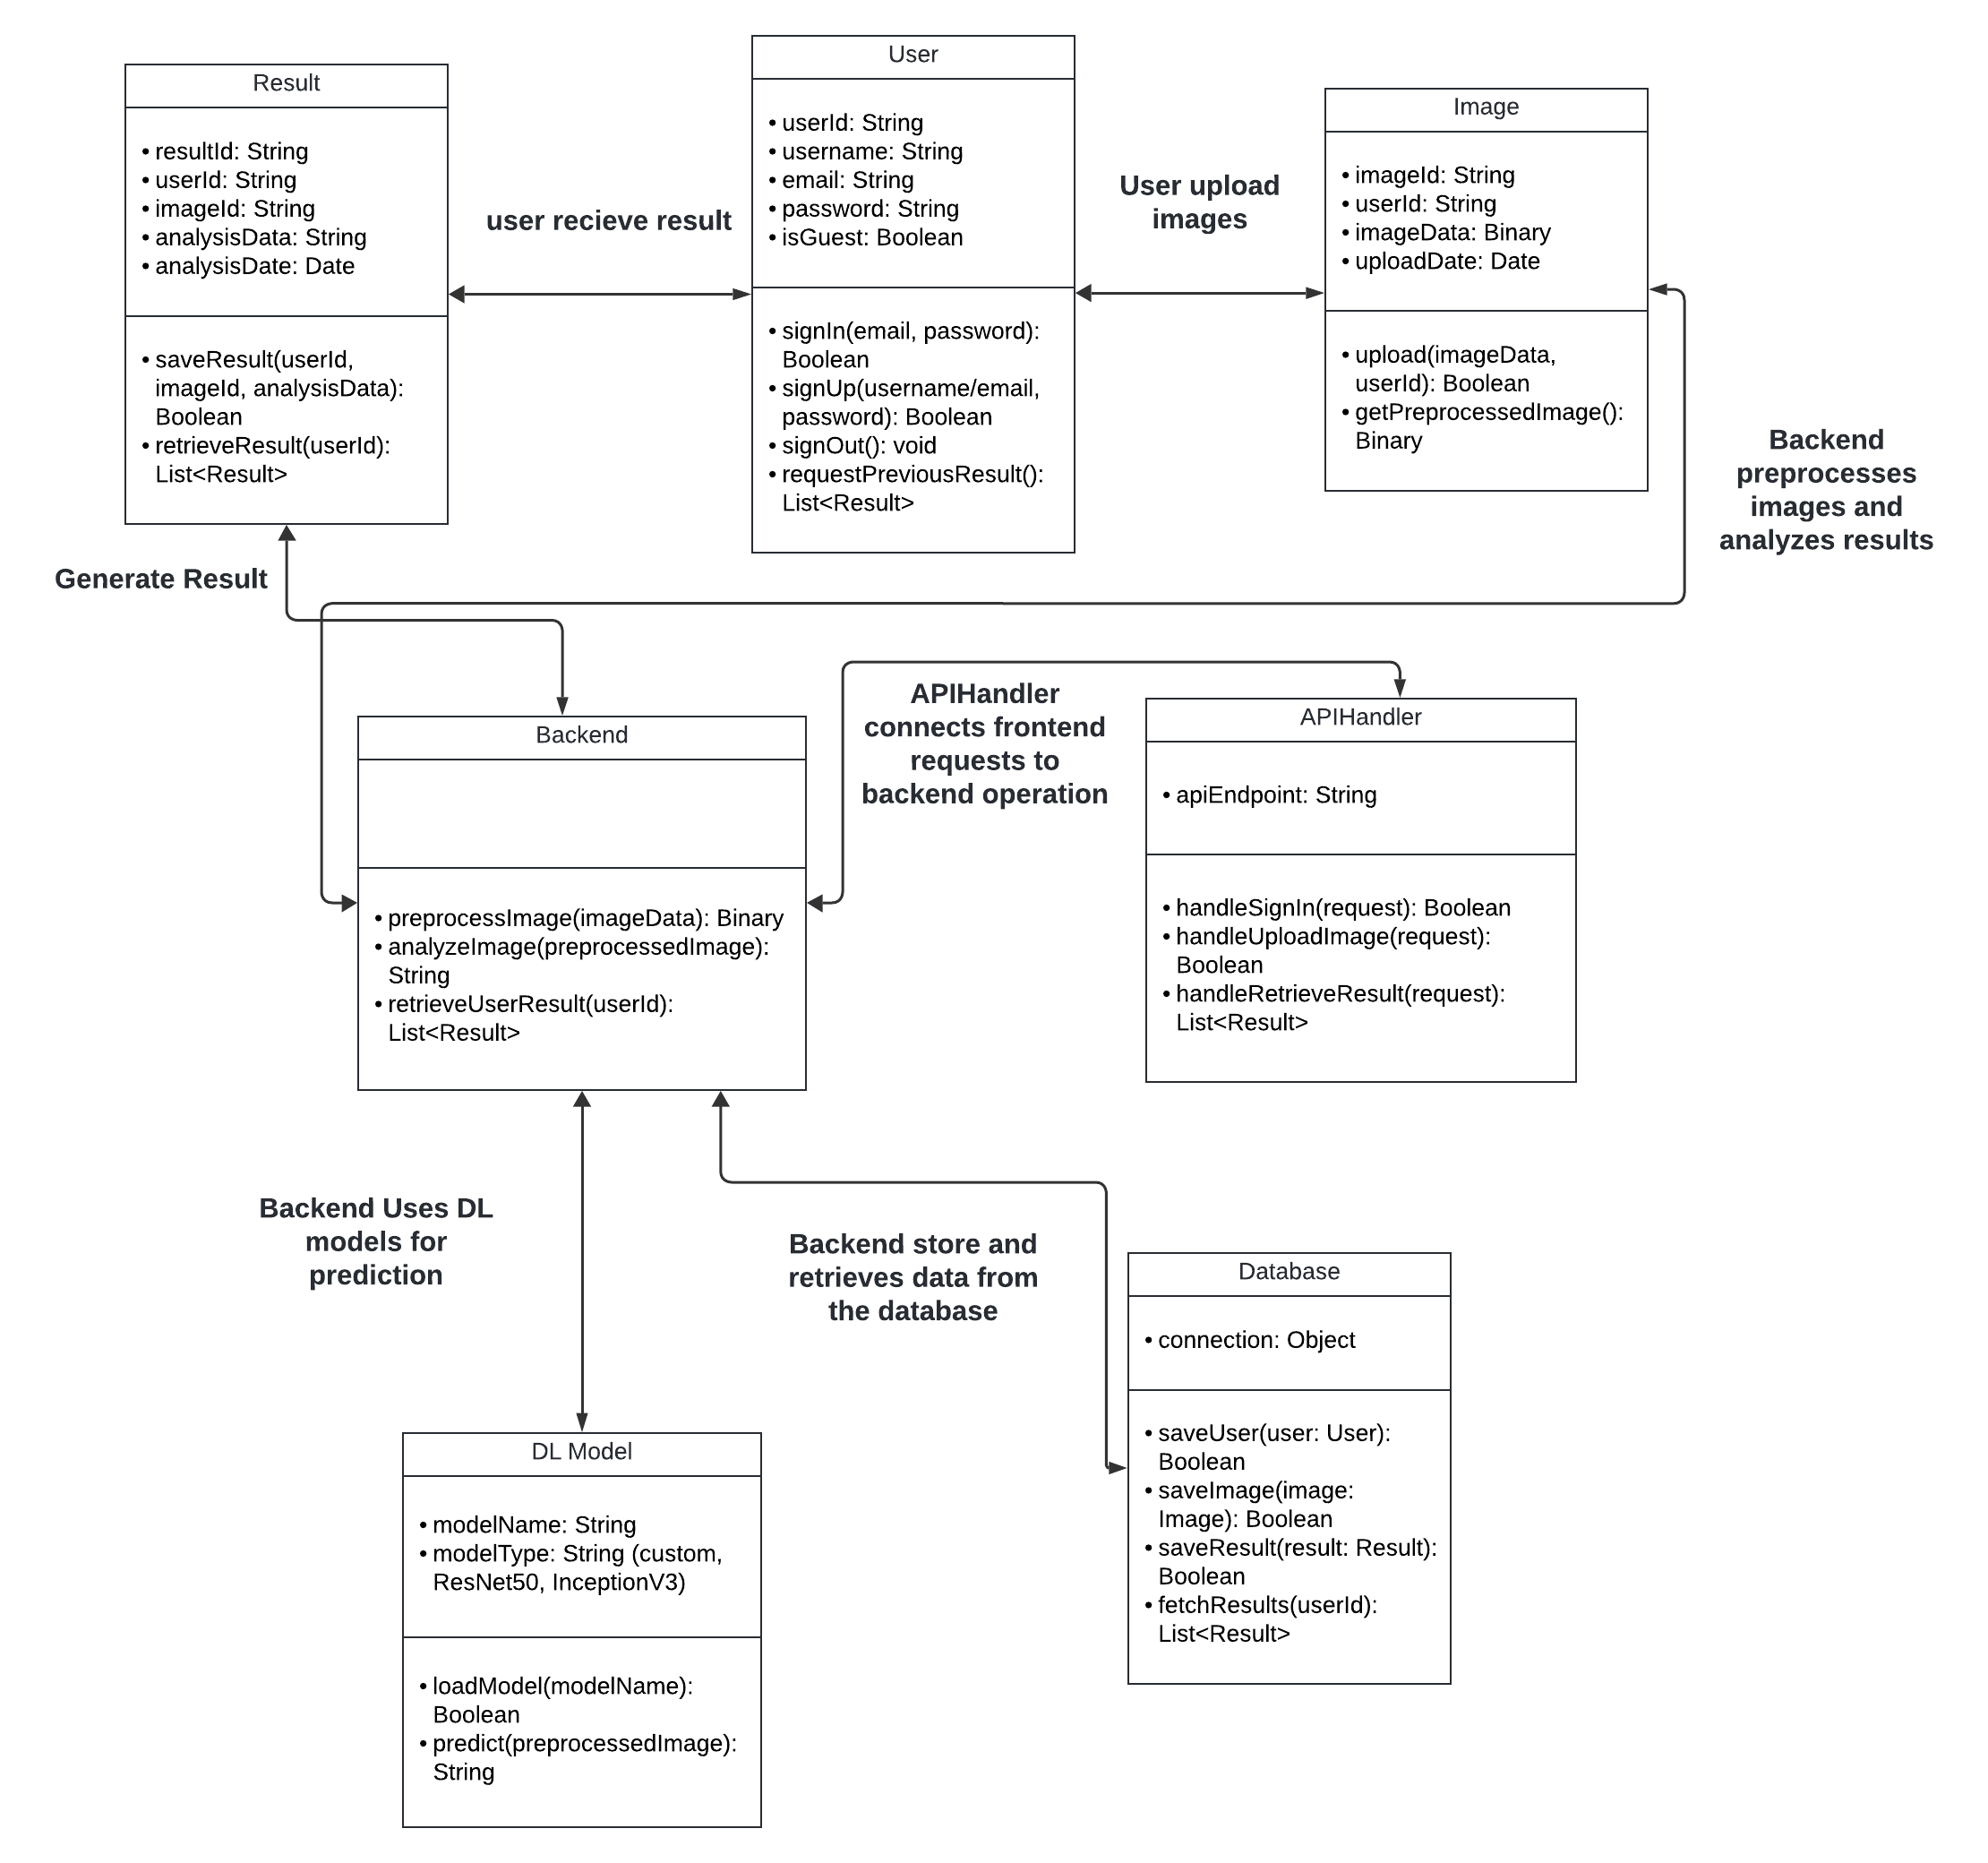 Result
• resultId: String
• userId: String
• imageId: String
• analysisData: String
• analysisDate: Date
• saveResult(userId,
imageId, analysisData):
Boolean
• retrieveResult(userId):
List<Result>
user recieve result
User
• userId: String
• username: String
• email: String
• password: String
• isGuest: Boolean
• signIn(email, password):
Boolean
• signUp(username/email,
password): Boolean
• signOut(): void
• requestPreviousResult():
List<Result>
User upload
images
Image
• imageId: String
• userId: String
• imageData: Binary
• uploadDate: Date
• upload(imageData,
userId): Boolean
• getPreprocessedImage():
Binary
Backend
preprocesses
images and
analyzes results
Generate Result
Backend
• preprocessImage(imageData): Binary
• analyzeImage(preprocessedImage):
String
• retrieveUserResult(userId):
List<Result>
APIHandler
connects frontend
requests to
backend operation
APIHandler
• apiEndpoint: String
• handleSignIn(request): Boolean
• handleUploadImage(request):
Boolean
• handleRetrieveResult(request):
List<Result>
Backend Uses DL
models for
prediction
Backend store and
retrieves data from
the database
Database
• connection: Object
• saveUser(user: User):
Boolean
• saveImage(image:
Image): Boolean
• saveResult(result: Result):
Boolean
• fetchResults(userId):
List<Result>
DL Model
• modelName: String
• modelType: String (custom,
ResNet50, InceptionV3)
• loadModel(modelName):
Boolean
• predict(preprocessedImage):
String